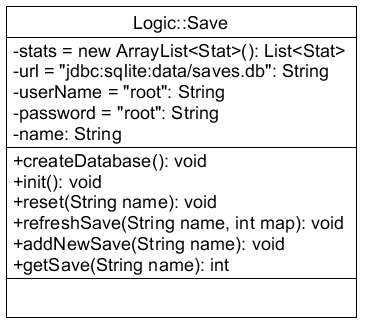 Logic::Save
-stats = new ArrayList<Stat>(): List<Stat>
-url = "jdbc:sqlite:data/saves.db": String
-userName = "root": String
-password = "root": String
-name: String
+createDatabase(): void
+init(): void
+reset(String name): void
+refreshSave(String name, int map): void
+addNewSave(String name): void
+getSave(String name): int